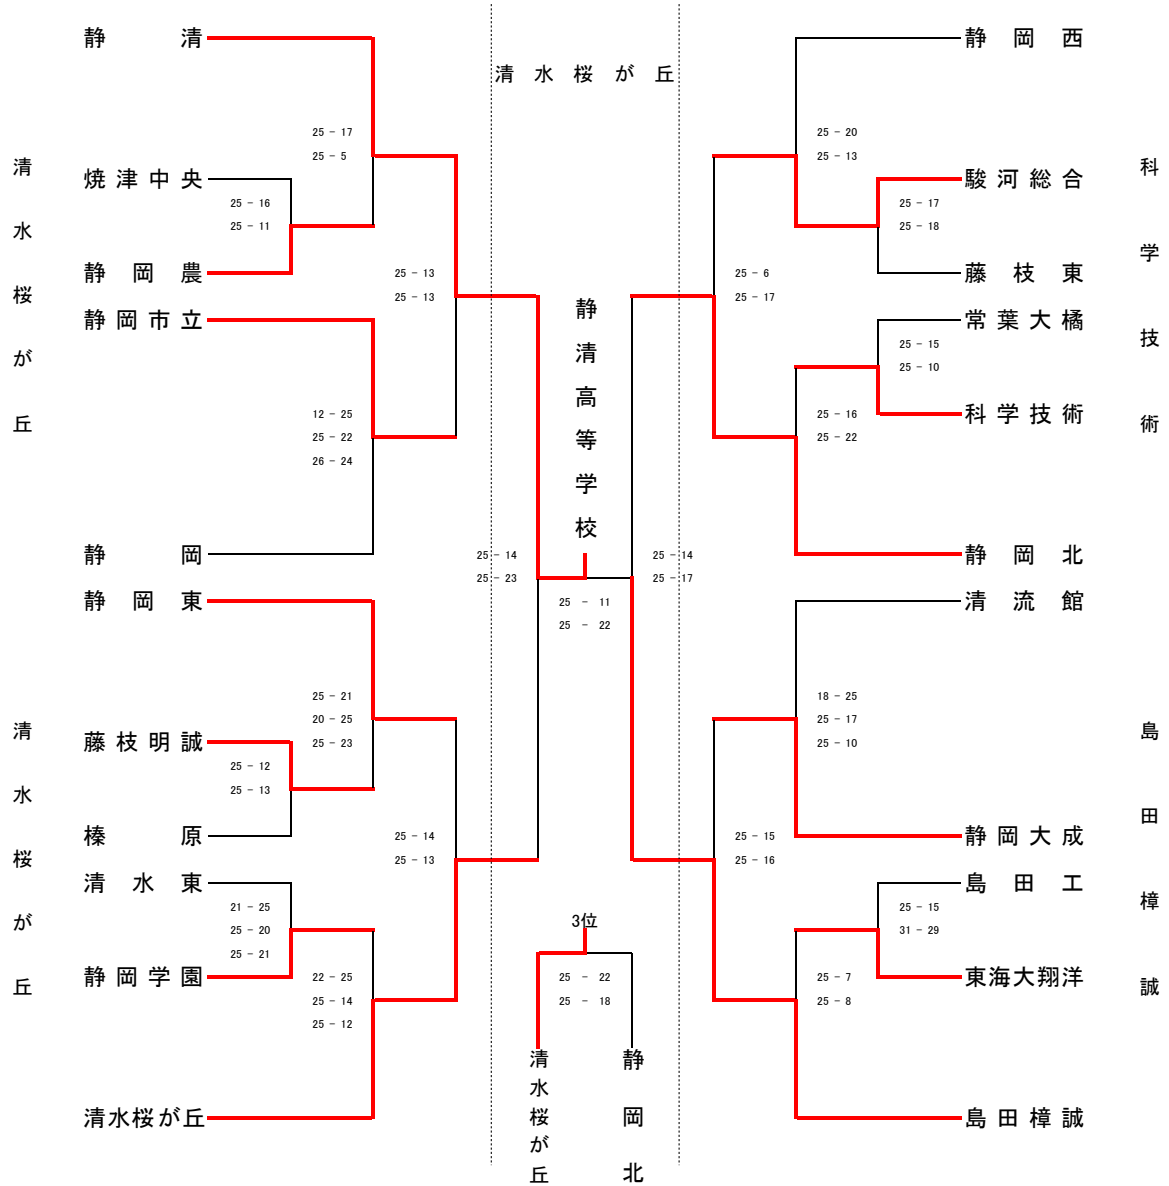 清水桜が丘
静清
焼津中央
静岡農
静岡市立
静岡
静岡東
藤枝明誠
榛原
清水東
静岡学園
清水桜が丘
清水桜が丘
清水桜が丘
25 - 17
25 - 5
25 - 16
25 - 11
25 - 13
25 - 13
12 - 25
25 - 22
26 - 24
25 - 14
25 - 23
25 - 21
20 - 25
25 - 23
25 - 12
25 - 13
25 - 14
25 - 13
21 - 25
25 - 20
25 - 21
22 - 25
25 - 14
25 - 12
静清高等学校
25 - 11
25 - 22
3位
25 - 22
25 - 18
清水桜が丘
静岡北
25 - 20
25 - 13
25 - 17
25 - 18
25 - 6
25 - 17
25 - 15
25 - 10
25 - 16
25 - 22
25 - 14
25 - 17
18 - 25
25 - 17
25 - 10
25 - 15
25 - 16
25 - 15
31 - 29
25 - 7
25 - 8
静岡西
駿河総合
藤枝東
常葉大橘
科学技術
静岡北
清流館
静岡大成
島田工
東海大翔洋
島田樟誠
科学技術
島田樟誠